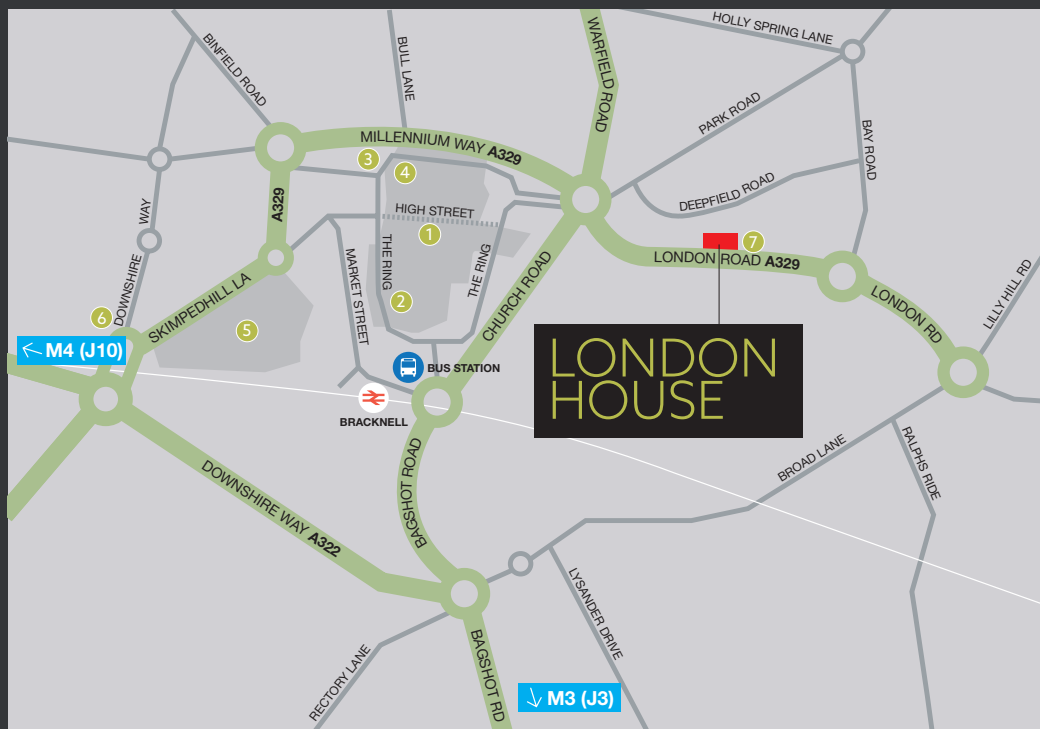 HOLLY SPRING LANE
WARFIELD ROAD
BINFIELD ROAD
BULL LANE
PARK ROAD
BAY ROAD
MILLENNIUM WAY A329
3
4
DEEPFIELD ROAD
A329
HIGH STREET
1
WAY
DOWNSHIRE
THE RING
THE RING
MARKET STREET
CHURCH ROAD
7
LONDON ROAD A329
LILLY HILL RD
LONDON RD
SKIMPEDHILL LA
2
6
5
M4 (J10)
BUS STATION
BRACKNELL
LONDON
HOUSE
BROAD LANE
RALPHS RIDE
BAGSHOT ROAD
DOWNSHIRE WAY A322
LYSANDER DRIVE
RECTORY LANE
BAGSHOT RD
M3 (J3)